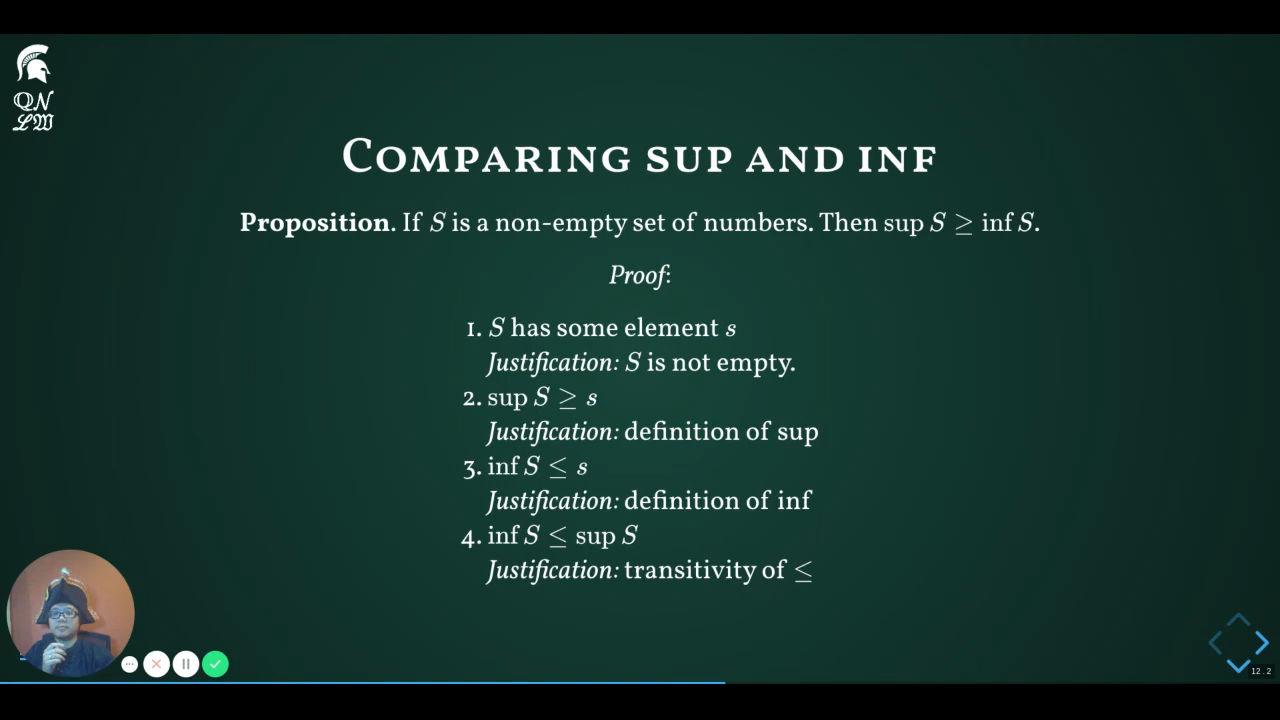 QN
LW
Comparing sup and inf
Proposition. If S is a non-empty set of numbers. Then sup S ≥ inf S.
Proof:
1. S has some element s
Justification: S is not empty.
2. sup S ≥ s
Justification: definition of sup
3. inf S ≤ s
Justification: definition of inf
4. inf S ≤ sup S
Justification: transitivity of ≤
12.2